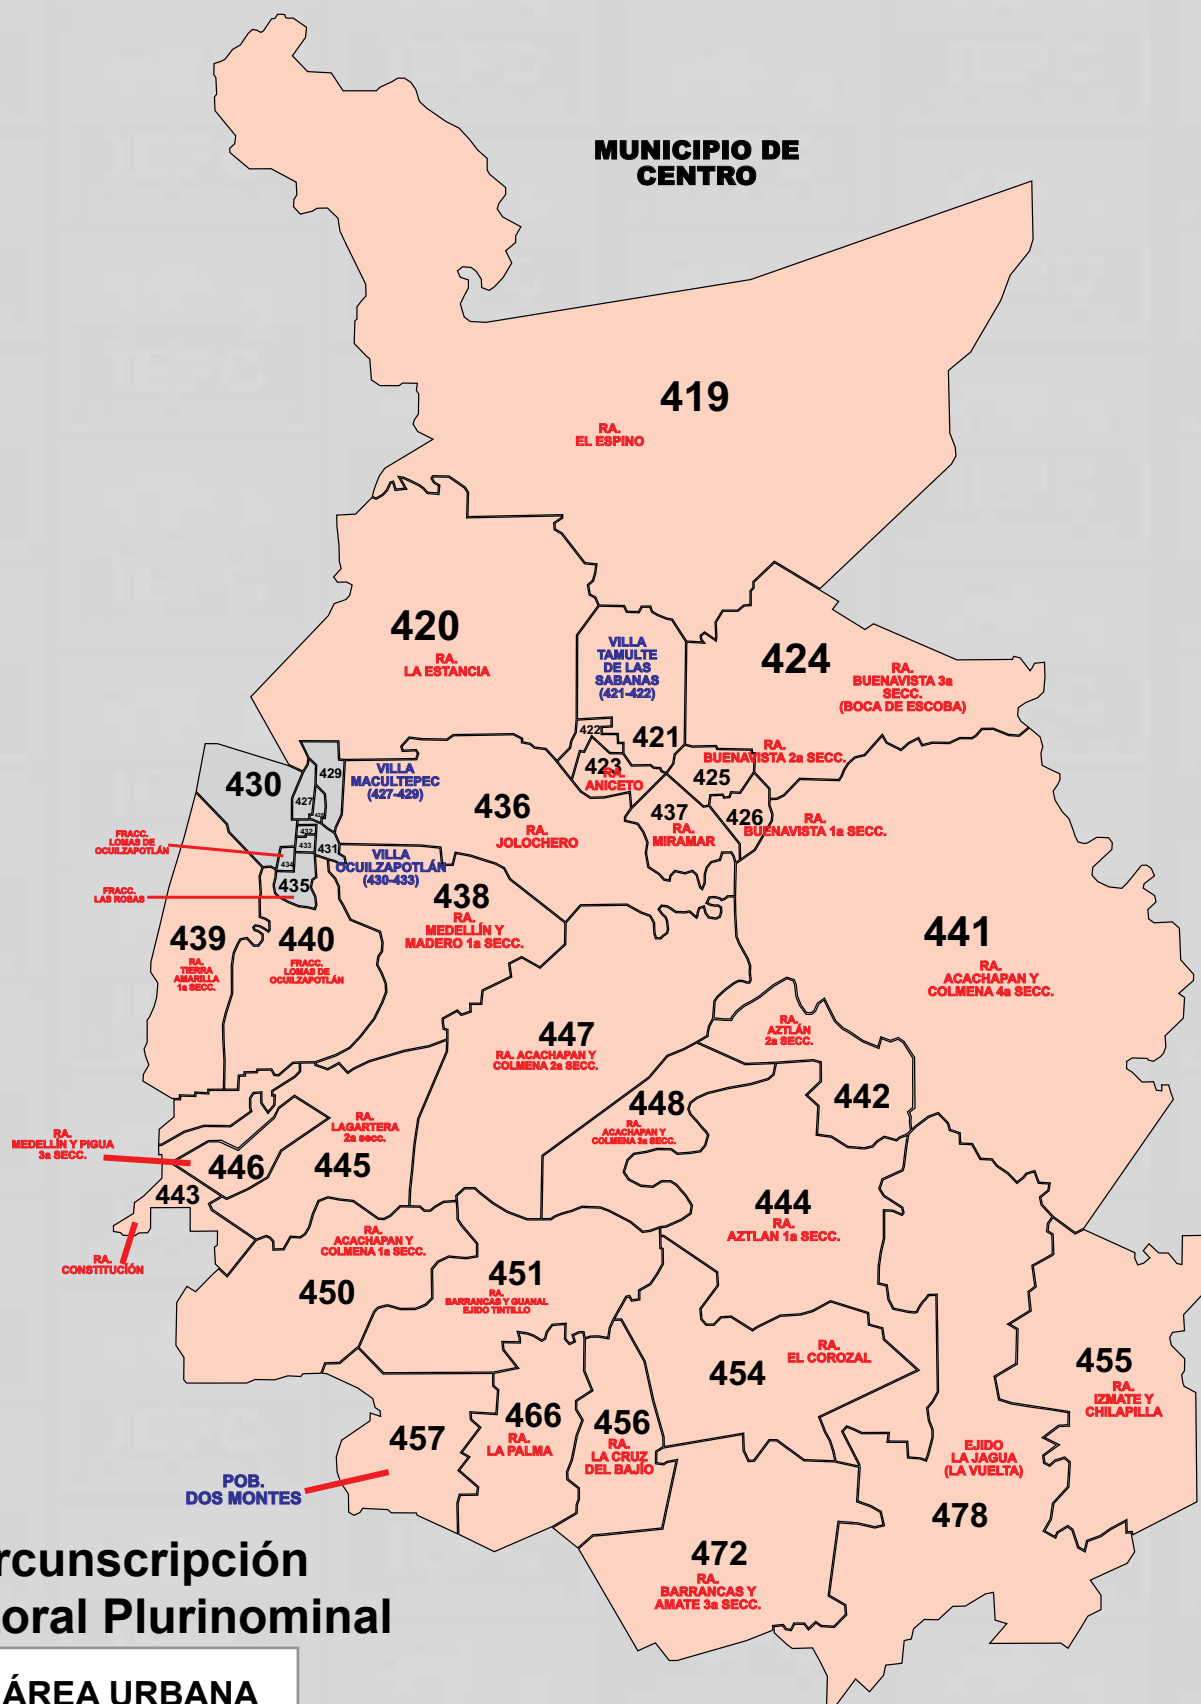 MUNICIPIO DE
CENTRO
419
RA.
EL ESPINO
420
RA.
LA ESTANCIA
VILLA
TAMULTE
DE LAS
SABANAS
(421-422)
424
RA.
BUENAVISTA 3a
SECC.
(BOCA DE ESCOBA)
422
421
423
RA.
ANICETO
RA.
BUENAVISTA 2a SECC.
425
426
RA.
BUENAVISTA 1a SECC.
437
RA.
MIRAMAR
430
429
427
428
VILLA
MACULTEPEC
(427-429)
436
RA.
JOLOCHERO
432
433
431
434
435
FRACC.
LOMAS DE
OCUILZAPOTLÁN
FRACC.
LAS ROSAS
VILLA
OCUILZAPOTLÁN
(430-433)
438
RA.
MEDELLÍN Y
MADERO 1a SECC.
439
RA.
TIERRA
AMARILLA
1a SECC.
440
FRACC.
LOMAS DE
OCUILZAPOTLÁN
441
RA.
ACACHAPAN Y
COLMENA 4a SECC.
447
RA. ACACHAPAN Y
COLMENA 2a SECC.
RA.
AZTLÁN
2a SECC.
442
448
RA.
ACACHAPAN Y
COLMENA 3a SECC.
RA.
LAGARTERA
2a secc.
445
RA.
MEDELLÍN Y PIGUA
3a SECC.
446
443
RA.
CONSTITUCIÓN
444
RA.
AZTLAN 1a SECC.
RA.
ACACHAPAN Y
COLMENA 1a SECC.
450
451
RA.
BARRANCAS Y GUANAL
EJIDO TINTILLO
454
RA.
EL COROZAL
455
RA.
IZMATE Y
CHILAPILLA
457
POB.
DOS MONTES
466
RA.
LA PALMA
456
RA.
LA CRUZ
DEL BAJÍO
EJIDO
LA JAGUA
(LA VUELTA)
478
472
RA.
BARRANCAS Y
AMATE 3a SECC.
rcunscripción
toral Plurinominal
ÁREA URBANA